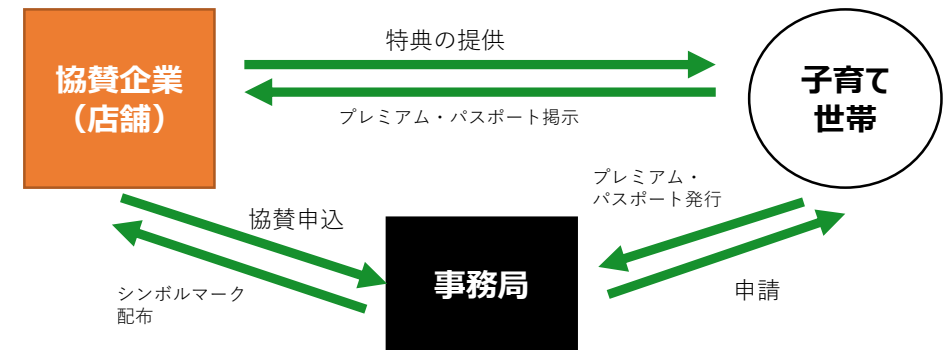 特典の提供
協賛企業
（店舗）
子育て
世帯
プレミアム・パスポート掲示
プレミアム・
パスポート発行
協賛申込
事務局
シンボルマーク
配布
申請